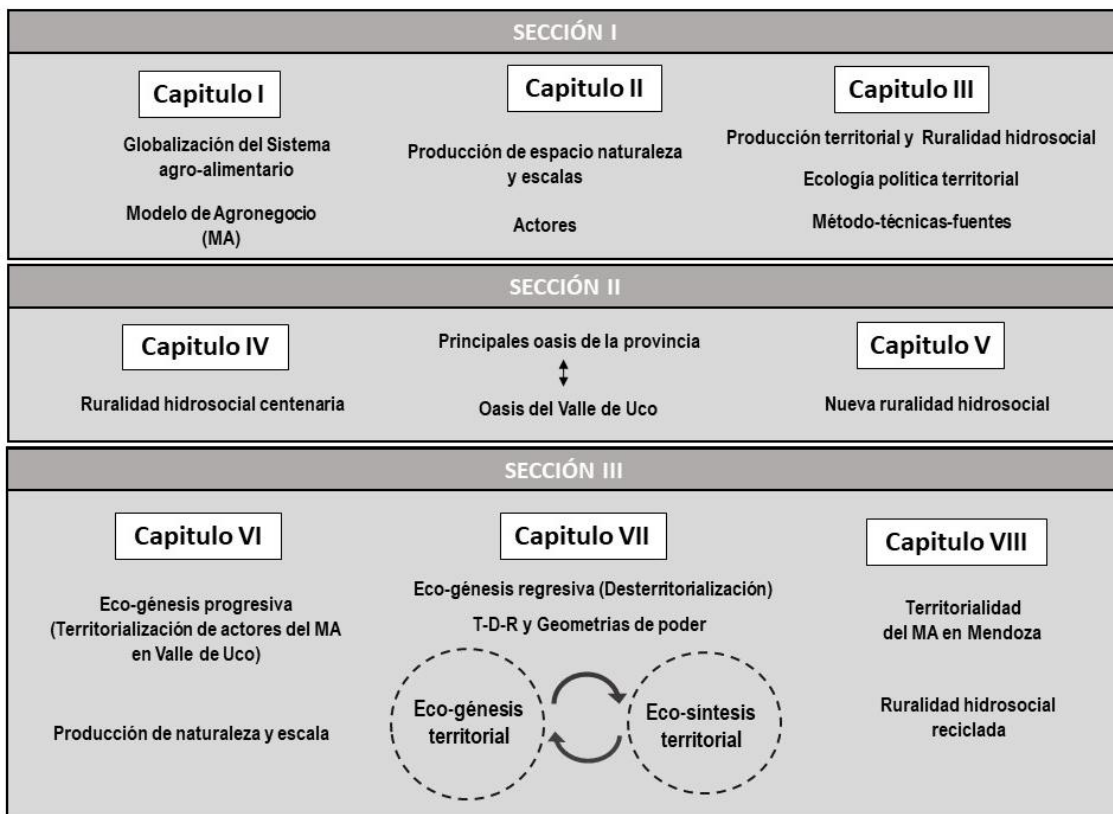 SECCIÓN I
Capitulo I
Globalización del Sistema
agro-alimentario
Modelo de Agronegocio
(MA)
Capitulo II
Producción de espacio naturaleza
y escalas
Actores
Capitulo III
Producción territorial y Ruralidad hidrosocial
Ecología política territorial
Método-técnicas-fuentes
SECCIÓN II
Capitulo IV
Ruralidad hidrosocial centenaria
Principales oasis de la provincia
Oasis del Valle de Uco
Capitulo V
Nueva ruralidad hidrosocial
SECCIÓN III
Capitulo VI
Eco-génesis progresiva
(Territorialización de actores del MA
en Valle de Uco)
Producción de naturaleza y escala
Capitulo VII
Eco-génesis regresiva (Desterritorialización)
T-D-R y Geometrias de poder
Eco-génesis
territorial
Eco-síntesis
territorial
Capitulo VIII
Territorialidad
del MA en Mendoza
Ruralidad hidrosocial
reciclada